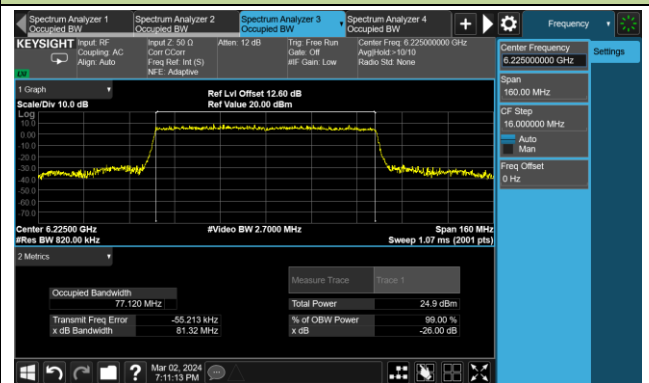 Spectrum Analyzer 1
Occupied BW
Spectrum Analyzer 2
Occupied BW
Spectrum Analyzer 3
Occupied BW
Spectrum Analyzer 4
Occupied BW
Frequency
KEYSIGHT
Input: RF
Coupling: AC
Align: Auto
Input Z: 50 Ω
Corr CCorr
Freq Ref: Int (S)
NFE: Adaptive
Atten: 12 dB
Trig: Free Run
Gate: Off
#IF Gain: Low
Center Freq: 6.225000000 GHz
Avg|Hold:>10/10
Radio Std: None
Center Frequency
6.225000000 GHz
Settings
Span
160.00 MHz
CF Step
16.000000 MHz
Auto
Man
Freq Offset
0 Hz
1 Graph
Scale/Div 10.0 dB
Ref Lvl Offset 12.60 dB
Ref Value 20.00 dBm
Log
10.0
0.00
-10.0
-20.0
-30.0
-40.0
-50.0
-60.0
-70.0
Center 6.22500 GHz
#Video BW 2.7000 MHz
Span 160 MHz
#Res BW 820.00 kHz
Sweep 1.07 ms (2001 pts)
2 Metrics
Measure Trace Trace 1
Occupied Bandwidth
77.120 MHz
Total Power 24.9 dBm
Transmit Freq Error -55.213 kHz
% of OBW Power 99.00 %
x dB Bandwidth 81.32 MHz
x dB -26.00 dB
Mar 02, 2024
7:11:13 PM